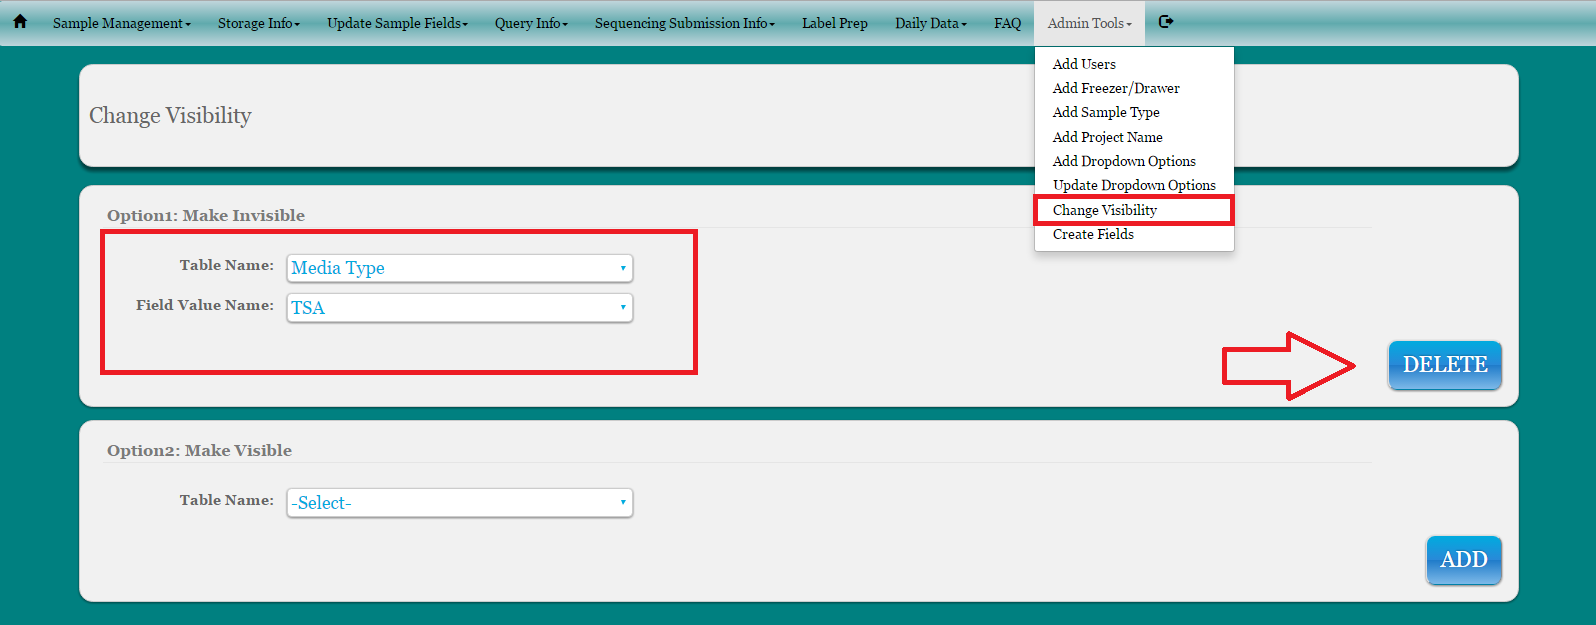 Sample Management Storage Info Update Sample Fields Query Info Sequencing Submission Info Label Prep Daily Data FAQ Admin Tools
Add Users
Add Freezer/Drawer
Add Sample Type
Add Project Name
Add Dropdown Options
Update Dropdown Options
Change Visibility
Create Fields
Change Visibility
Option1: Make Invisible
Table Name: Media Type
Field Value Name: TSA
DELETE
Option2: Make Visible
Table Name: -Select-
ADD